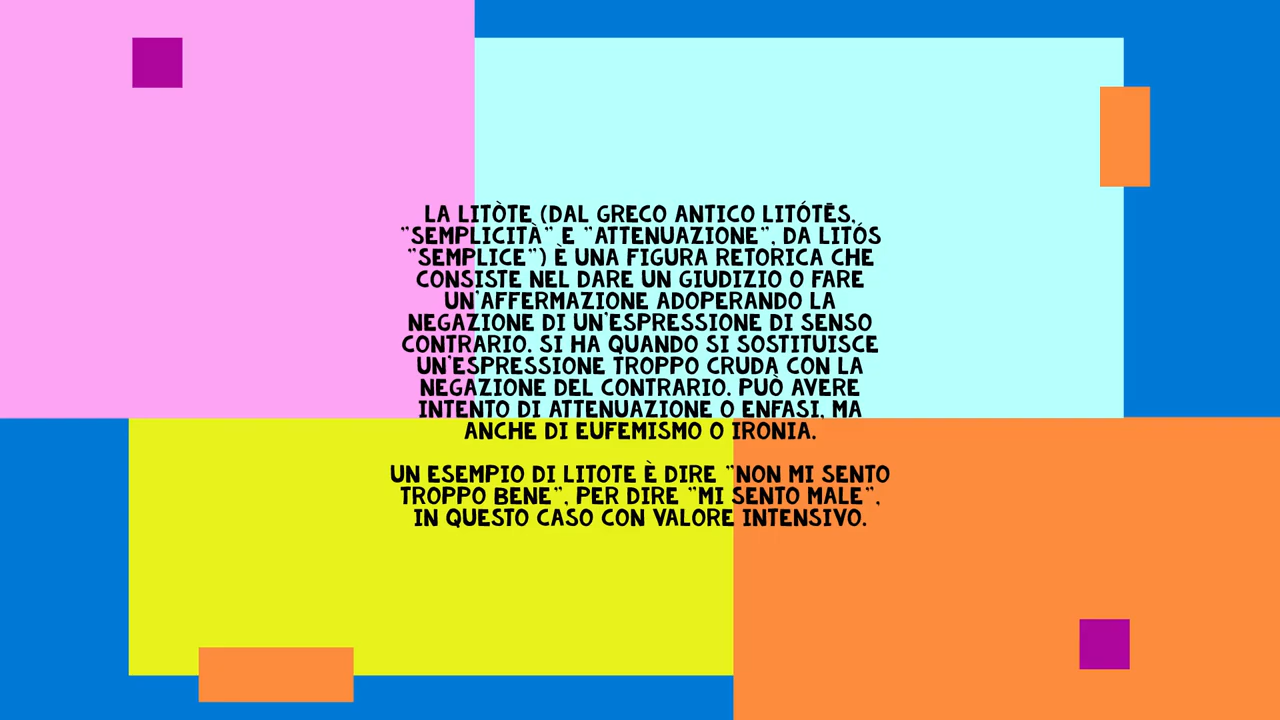 LA LITÒTE (DAL GRECO ANTICO LITÓTĒS,
"SEMPLICITÀ" E "ATTENUAZIONE", DA LITÓS
"SEMPLICE") È UNA FIGURA RETORICA CHE
CONSISTE NEL DARE UN GIUDIZIO O FARE
UN'AFFERMAZIONE ADOPERANDO LA
NEGAZIONE DI UN'ESPRESSIONE DI SENSO
CONTRARIO. SI HA QUANDO SI SOSTITUISCE
UN'ESPRESSIONE TROPPO CRUDA CON LA
NEGAZIONE DEL CONTRARIO. PUÒ AVERE
INTENTO DI ATTENUAZIONE O ENFASI, MA
ANCHE DI EUFEMISMO O IRONIA.
UN ESEMPIO DI LITOTE È DIRE "NON MI SENTO
TROPPO BENE", PER DIRE "MI SENTO MALE",
IN QUESTO CASO CON VALORE INTENSIVO.